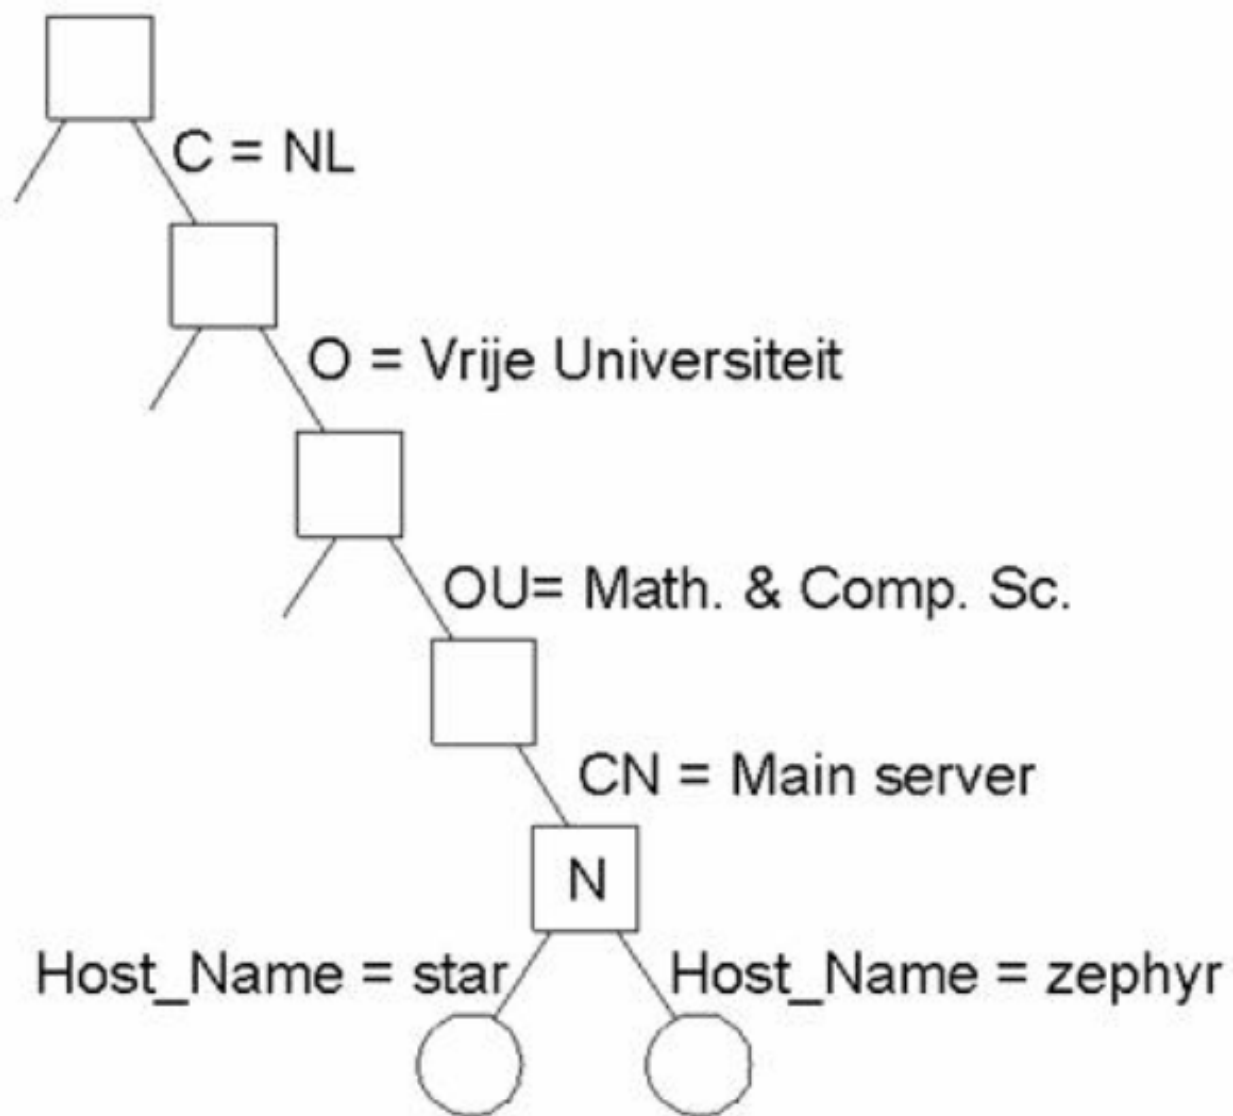 C = NL
O = Vrije Universiteit
OU= Math. & Comp. Sc.
CN = Main server
N
Host_Name = star
Host_Name = zephyr